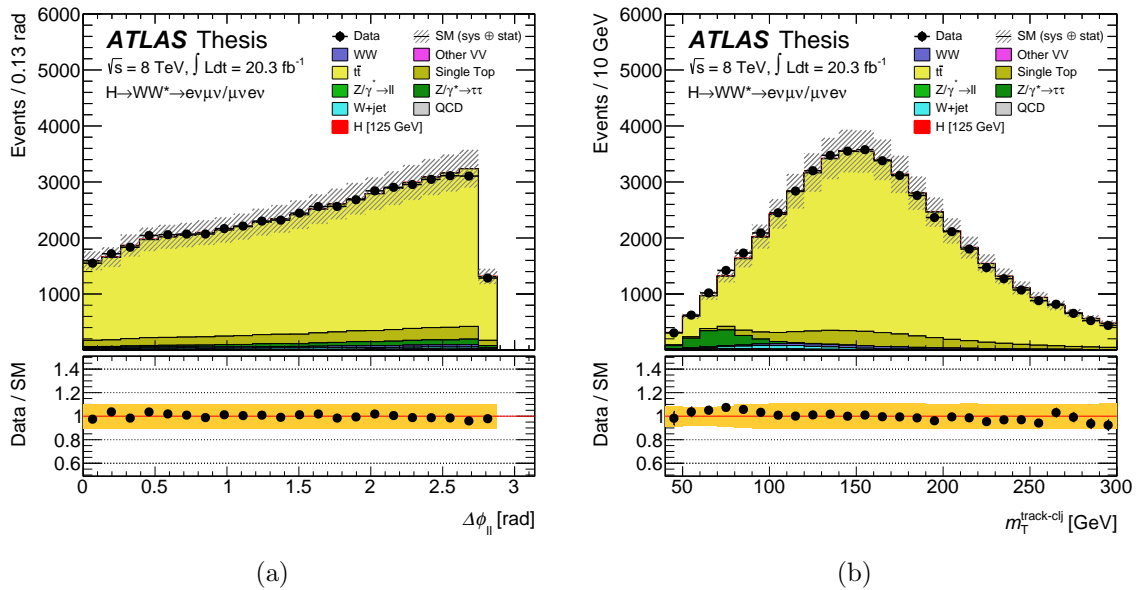 Events / 0.13 rad
6000
5000
4000
3000
2000
1000
ATLAS Thesis
√s = 8 TeV, ∫ Ldt = 20.3 fb⁻¹
H→WW*→eνμν/μνeν
Data
SM (sys ⊕ stat)
WW
Other VV
tt̅
Single Top
Z/γ*→ll
Z/γ*→ττ
W+jet
QCD
H [125 GeV]
Data / SM
1.4
1.2
1
0.8
0.6
0 0.5 1 1.5 2 2.5 3
Δϕ_ll [rad]
(a)
Events / 10 GeV
6000
5000
4000
3000
2000
1000
ATLAS Thesis
√s = 8 TeV, ∫ Ldt = 20.3 fb⁻¹
H→WW*→eνμν/μνeν
Data
SM (sys ⊕ stat)
WW
Other VV
tt̅
Single Top
Z/γ*→ll
Z/γ*→ττ
W+jet
QCD
H [125 GeV]
Data / SM
1.4
1.2
1
0.8
0.6
50 100 150 200 250 300
m_T^track-clj [GeV]
(b)